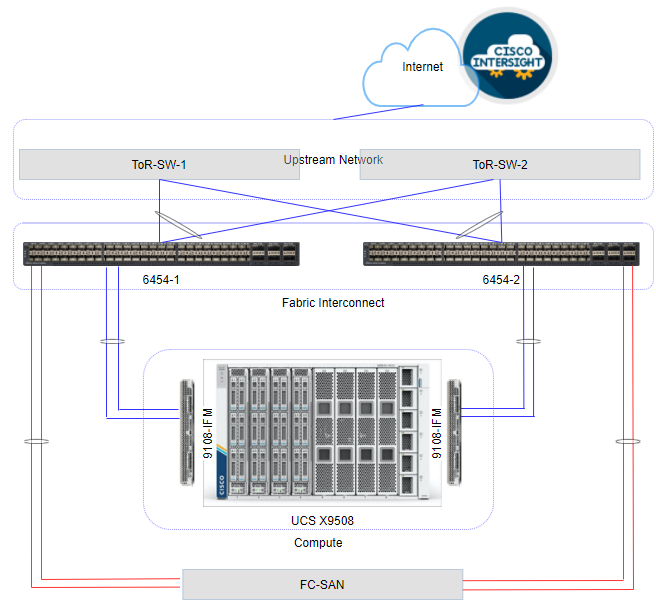 Internet
CISCO
INTERSIGHT
Upstream Network
ToR-SW-1
ToR-SW-2
6454-1
6454-2
Fabric Interconnect
9108-IFM
9108-IFM
CISCO
UCS X9508
Compute
FC-SAN